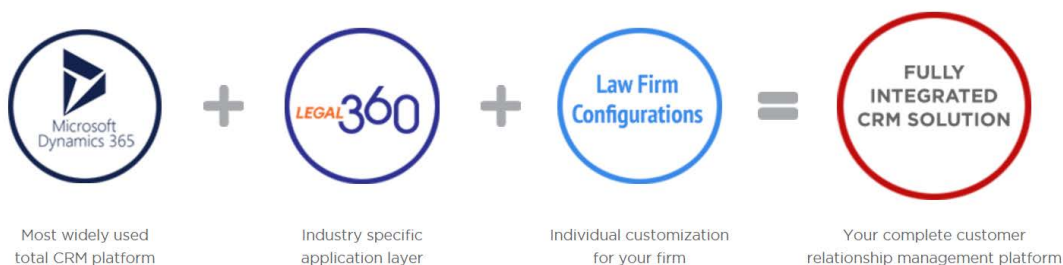 Microsoft
Dynamics 365
+
LEGAL360
+
Law Firm
Configurations
=
FULLY
INTEGRATED
CRM SOLUTION
Most widely used
total CRM platform
Industry specific
application layer
Individual customization
for your firm
Your complete customer
relationship management platform